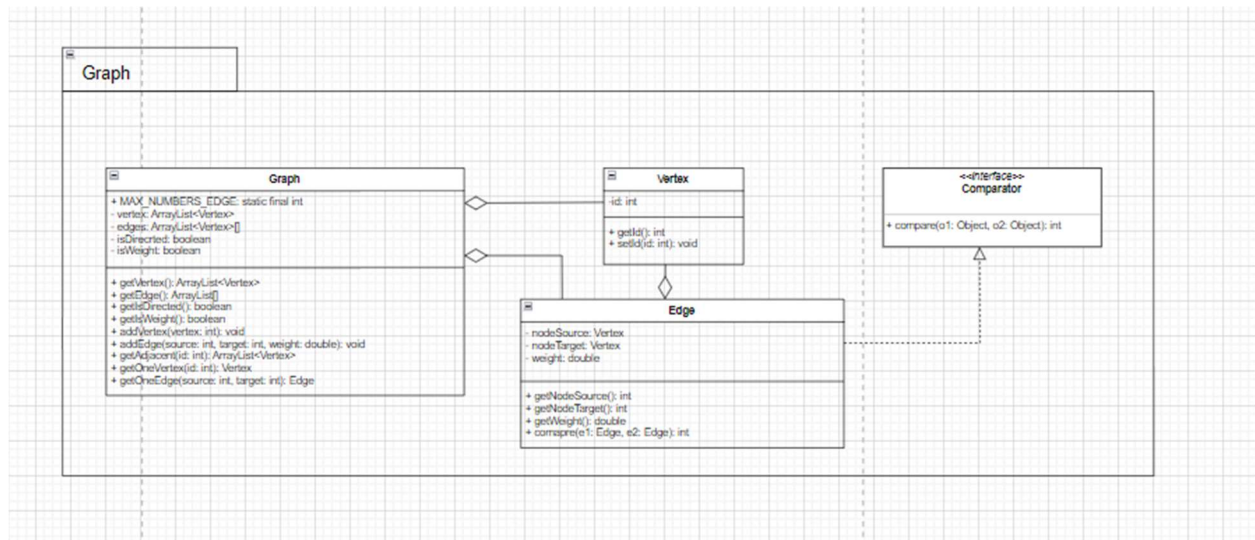 Graph
Graph
+ MAX_NUMBERS_EDGE: static final int
- vertex: ArrayList<Vertex>
- edges: ArrayList<Vertex>[]
- isDirected: boolean
- isWeight: boolean
+ getVertex(): ArrayList<Vertex>
+ getEdge(): ArrayList[]
+ getIsDirected(): boolean
+ getIsWeight(): boolean
+ addVertex(vertex: int): void
+ addEdge(source: int, target: int, weight: double): void
+ getAdjacent(id: int): ArrayList<Vertex>
+ getOneVertex(id: int): Vertex
+ getOneEdge(source: int, target: int): Edge
Vertex
-id: int
+ getId(): int
+ setId(id: int): void
Edge
- nodeSource: Vertex
- nodeTarget: Vertex
- weight: double
+ getNodeSource(): int
+ getNodeTarget(): int
+ getWeight(): double
+ comapre(e1: Edge, e2: Edge): int
<<interface>>
Comparator
+ compare(o1: Object, o2: Object): int